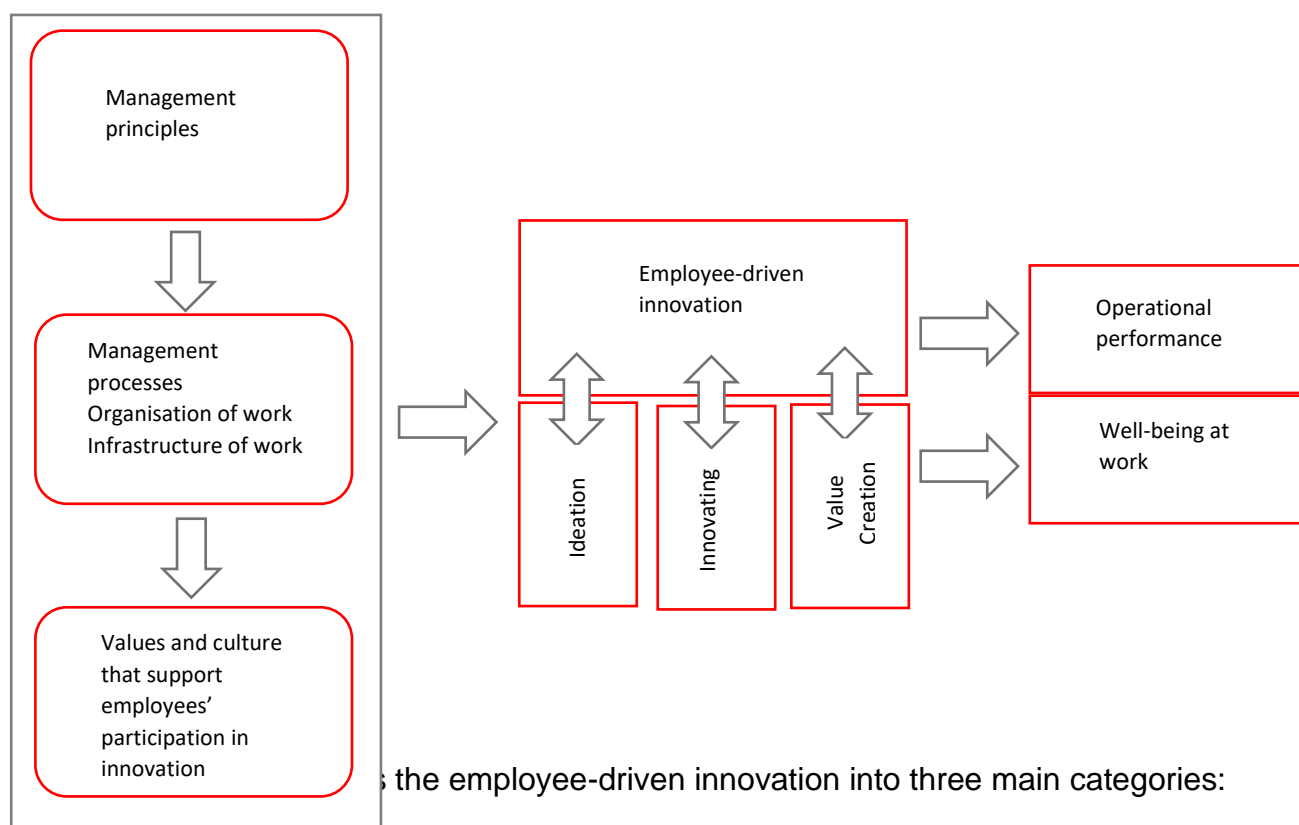 Management
principles
Management
processes
Organisation of work
Infrastructure of work
Values and culture
that support
employees’
participation in
innovation
Employee-driven
innovation
Ideation
Innovating
Value
Creation
Operational
performance
Well-being at
work
the employee-driven innovation into three main categories: